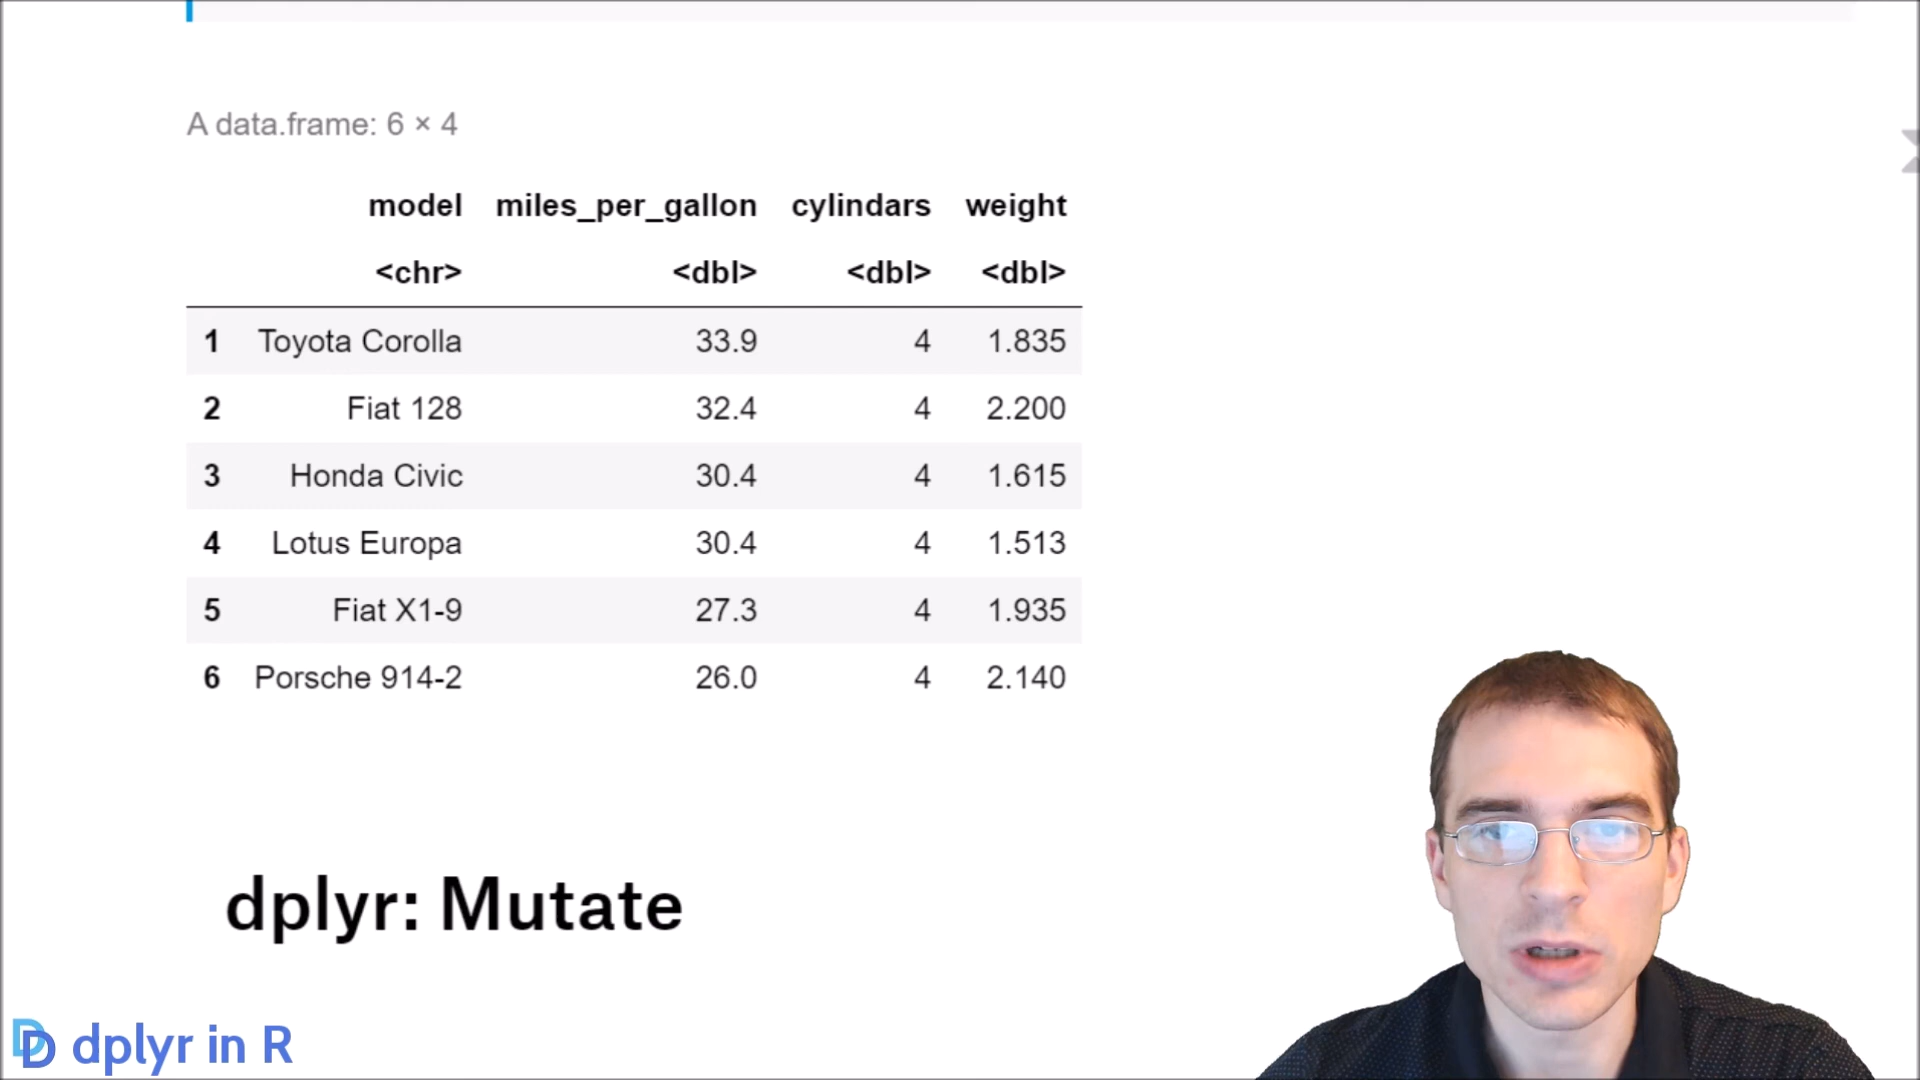 A data.frame: 6 × 4
model miles_per_gallon cylindars weight
<chr> <dbl> <dbl> <dbl>
1 Toyota Corolla 33.9 4 1.835
2 Fiat 128 32.4 4 2.200
3 Honda Civic 30.4 4 1.615
4 Lotus Europa 30.4 4 1.513
5 Fiat X1-9 27.3 4 1.935
6 Porsche 914-2 26.0 4 2.140
dplyr: Mutate
DD dplyr in R